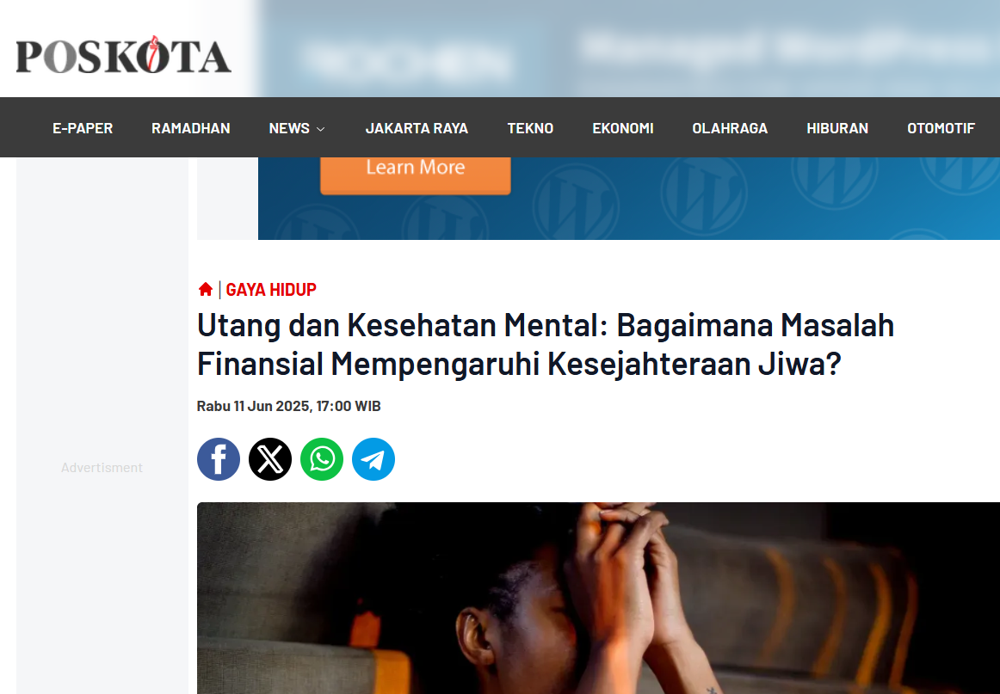 POSKOTA
E-PAPER RAMADHAN NEWS JAKARTA RAYA TEKNO EKONOMI OLAHRAGA HIBURAN OTOMOTIF
Learn More
| GAYA HIDUP
Utang dan Kesehatan Mental: Bagaimana Masalah
Finansial Mempengaruhi Kesejahteraan Jiwa?
Rabu 11 Jun 2025, 17:00 WIB
Advertisment